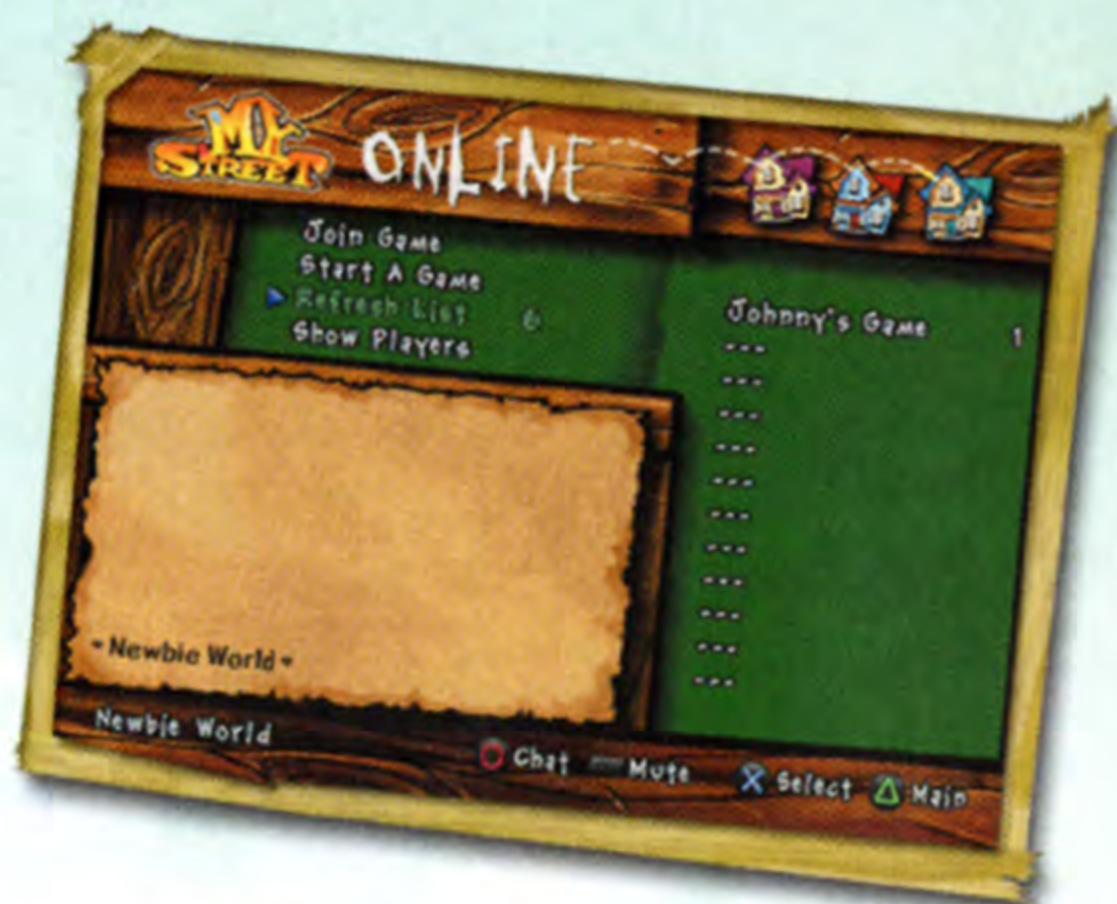 MY
STREET
ONLINE
Join Game
Start A Game
Refresh List 6
Show Players
Johnny's Game 1
---
---
---
---
---
---
---
---
---
---
---
- Newbie World -
Newbie World
Chat
Mute
X Select
Main